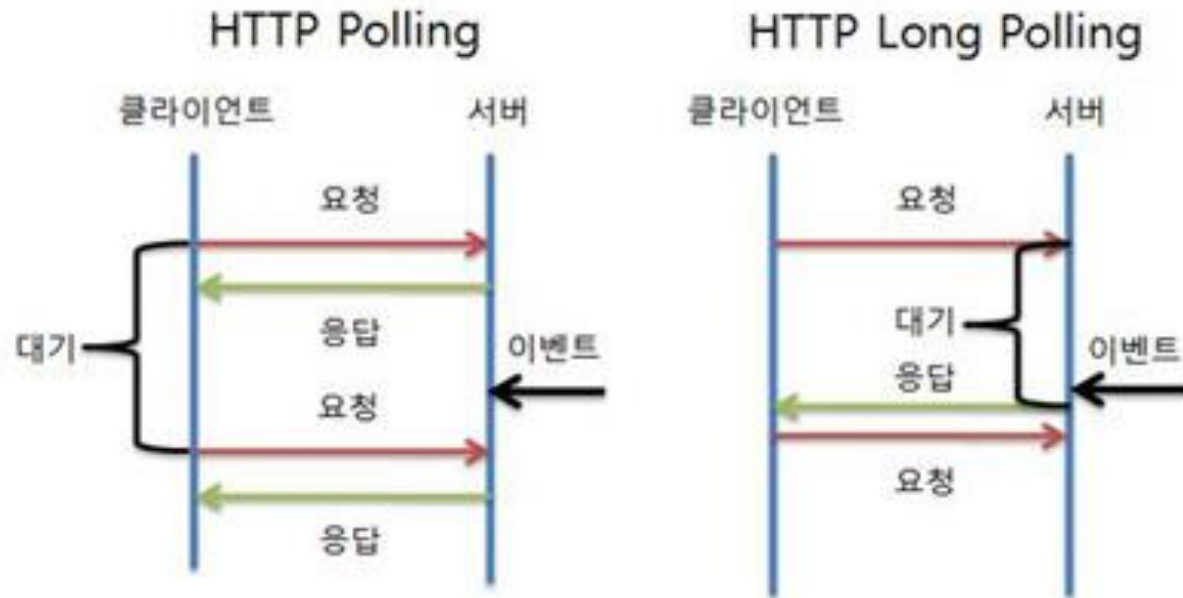 HTTP Polling
클라이언트 서버
요청
응답
대기
이벤트
요청
응답
HTTP Long Polling
클라이언트 서버
요청
대기
이벤트
응답
요청